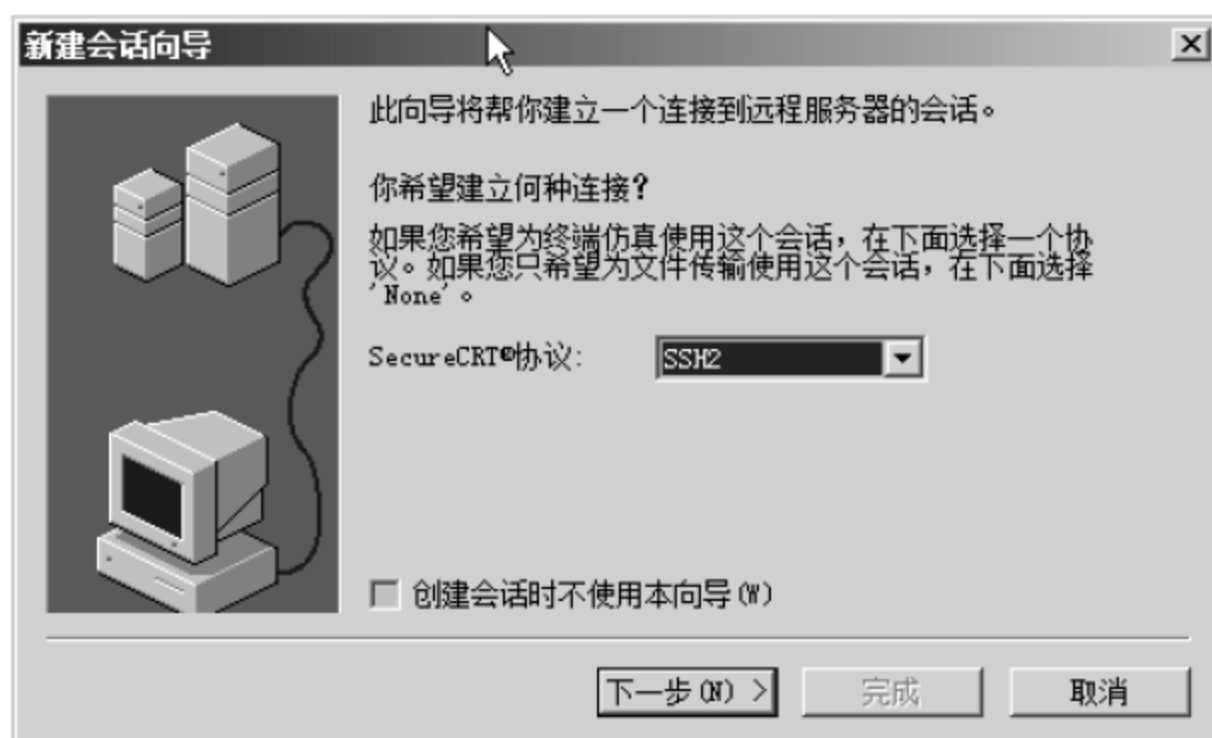 新建会话向导
此向导将帮你建立一个连接到远程服务器的会话。
你希望建立何种连接?
如果您希望为终端仿真使用这个会话，在下面选择一个协
议。如果您只希望为文件传输使用这个会话，在下面选择
'None'。
SecureCRT®协议: SSH2
创建会话时不使用本向导(W)
下一步(N) > 完成 取消